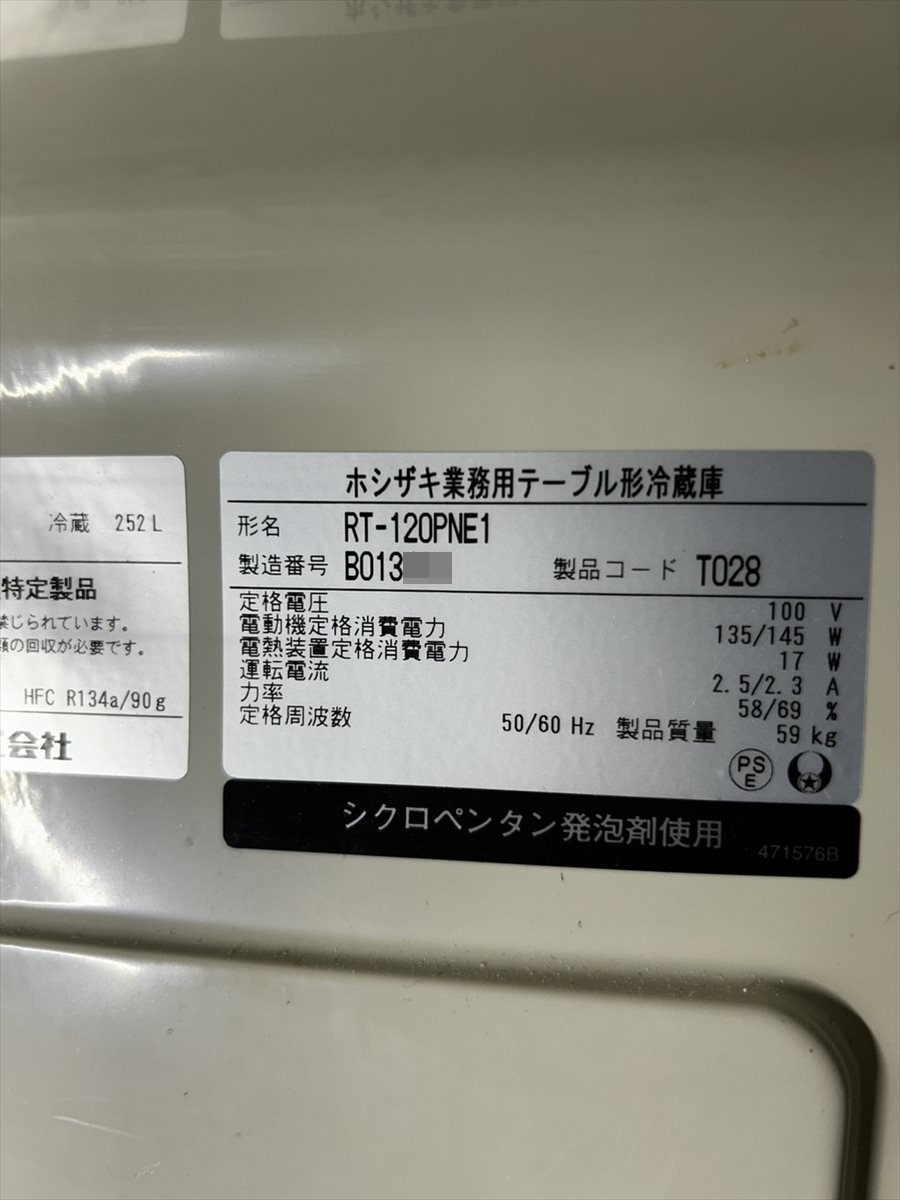 ホシザキ業務用テーブル形冷蔵庫
形名 RT-120PNE1
製造番号 B013
製品コード T028
定格電圧 100 V
電動機定格消費電力 135/145 W
電熱装置定格消費電力 17 W
運転電流 2.5/2.3 A
力率 58/69 %
定格周波数 50/60 Hz 製品質量 59 kg
PS
E
シクロペンタン発泡剤使用
471576B
冷蔵 252 L
特定製品
禁じられています。
の回収が必要です。
HFC R134a/90g
会社